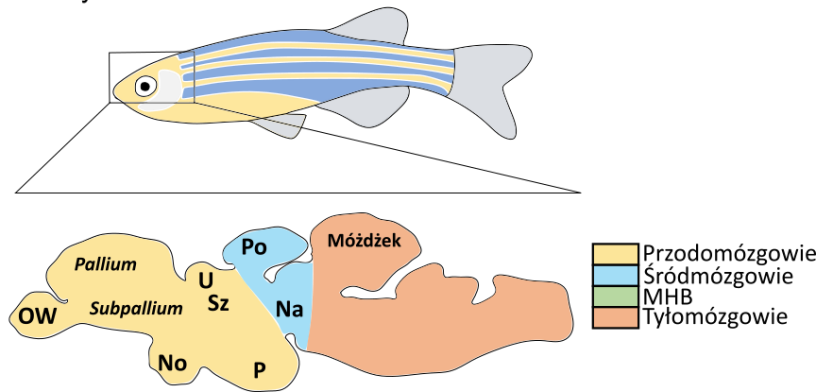 Po
Móżdżek
Pallium
U
Sz
Subpallium
OW
Na
No
P
Przodomózgowie
Śródmózgowie
MHB
Tyłomózgowie